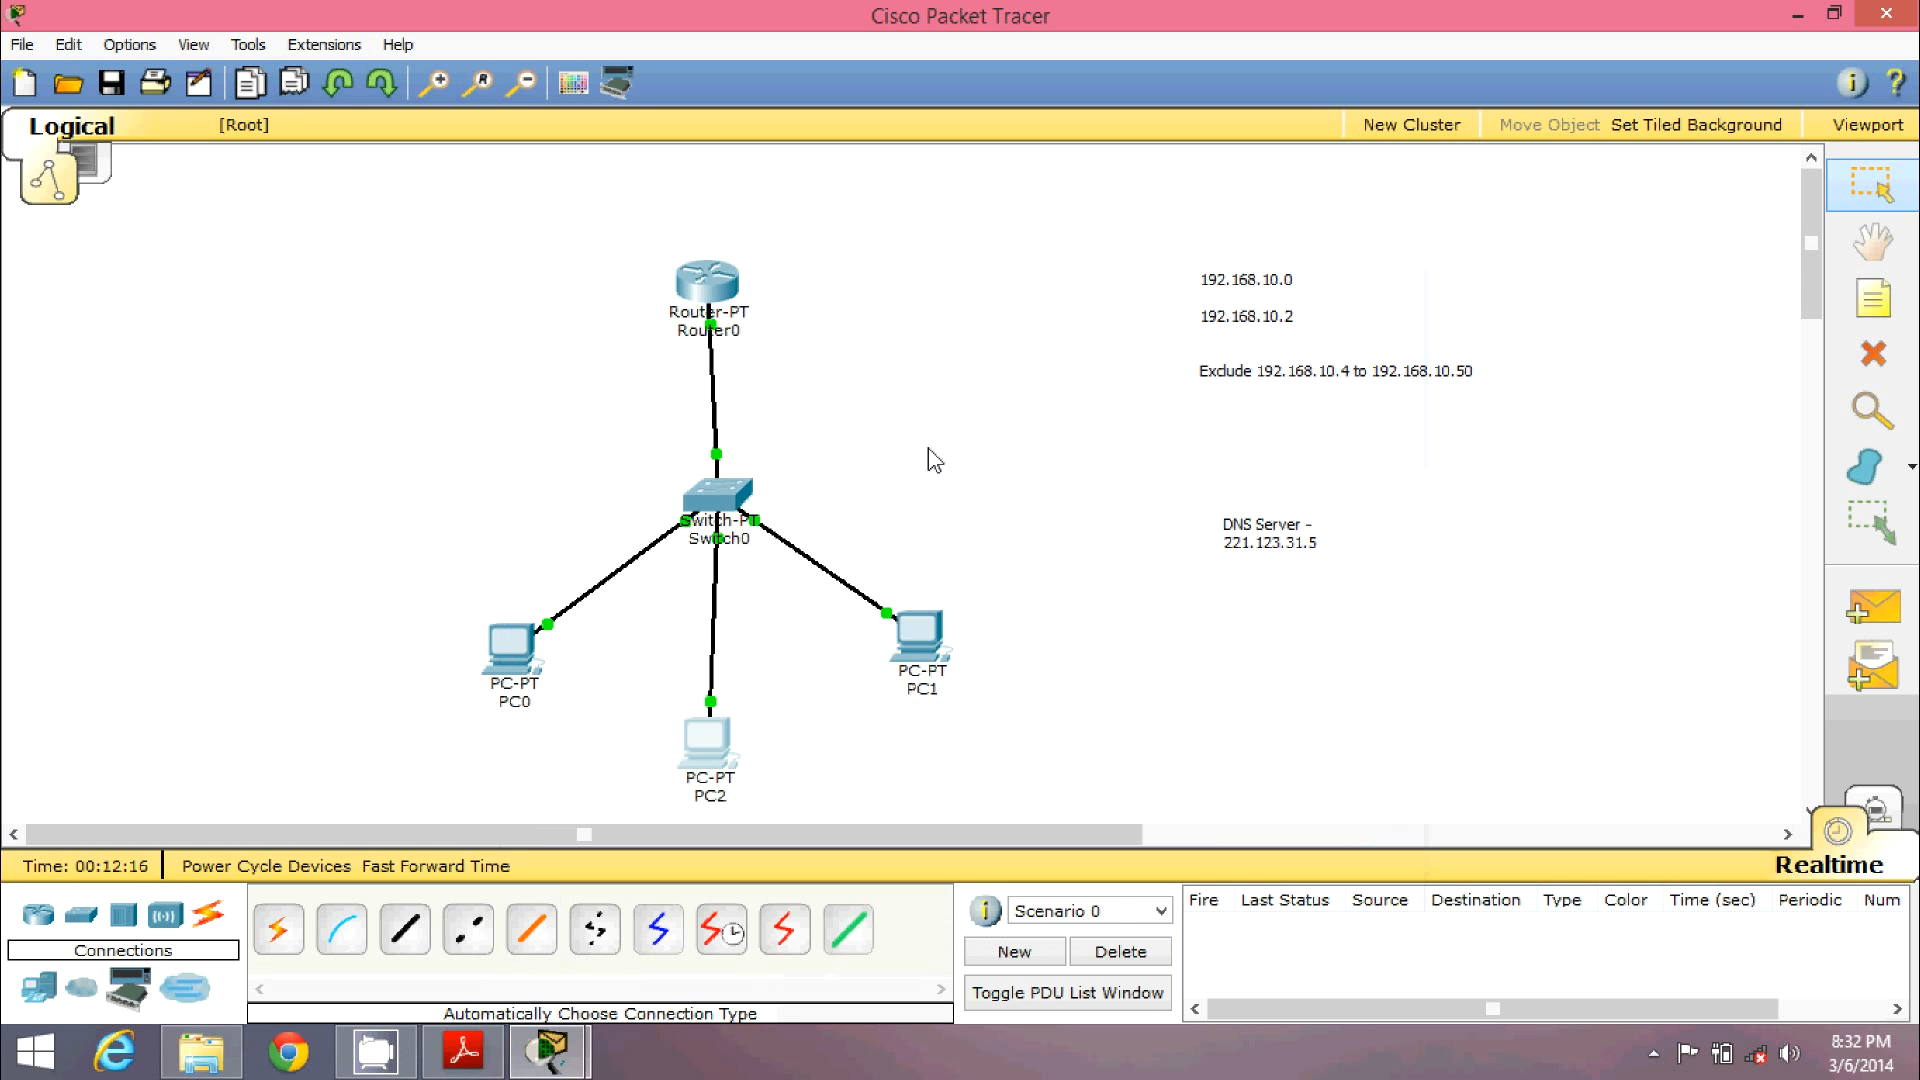 Cisco Packet Tracer
File Edit Options View Tools Extensions Help
Logical [Root] New Cluster Move Object Set Tiled Background Viewport
Router-PT
Router0
192.168.10.0
192.168.10.2
Exclude 192.168.10.4 to 192.168.10.50
Switch-PT
Switch0
DNS Server -
221.123.31.5
PC-PT
PC0
PC-PT
PC1
PC-PT
PC2
Time: 00:12:16 Power Cycle Devices Fast Forward Time Realtime
Connections
Automatically Choose Connection Type
Scenario 0
New Delete
Toggle PDU List Window
Fire Last Status Source Destination Type Color Time (sec) Periodic Num
8:32 PM
3/6/2014